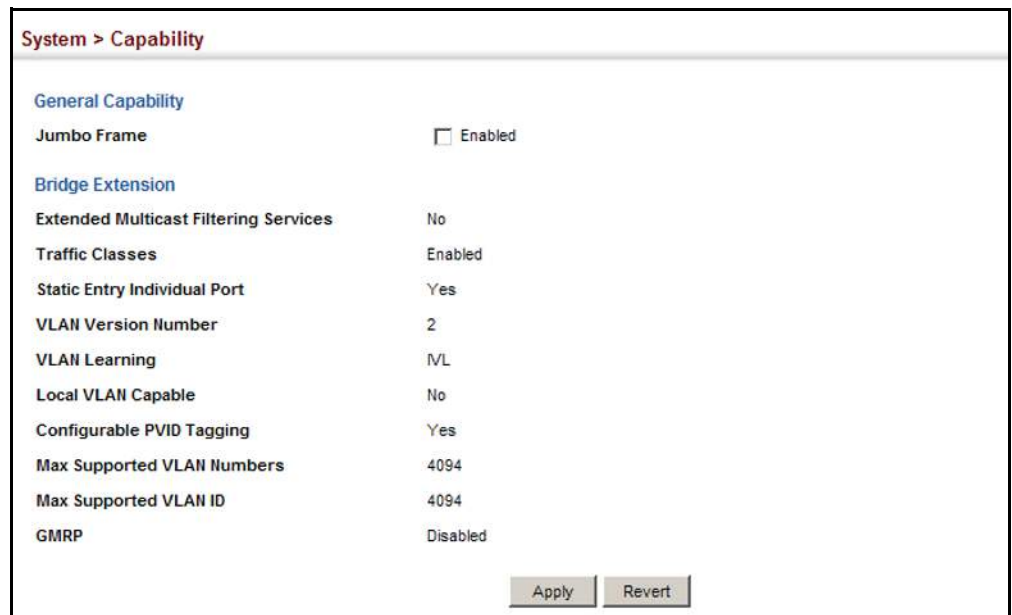 System > Capability
General Capability
Jumbo Frame Enabled
Bridge Extension
Extended Multicast Filtering Services No
Traffic Classes Enabled
Static Entry Individual Port Yes
VLAN Version Number 2
VLAN Learning IVL
Local VLAN Capable No
Configurable PVID Tagging Yes
Max Supported VLAN Numbers 4094
Max Supported VLAN ID 4094
GMRP Disabled
Apply Revert